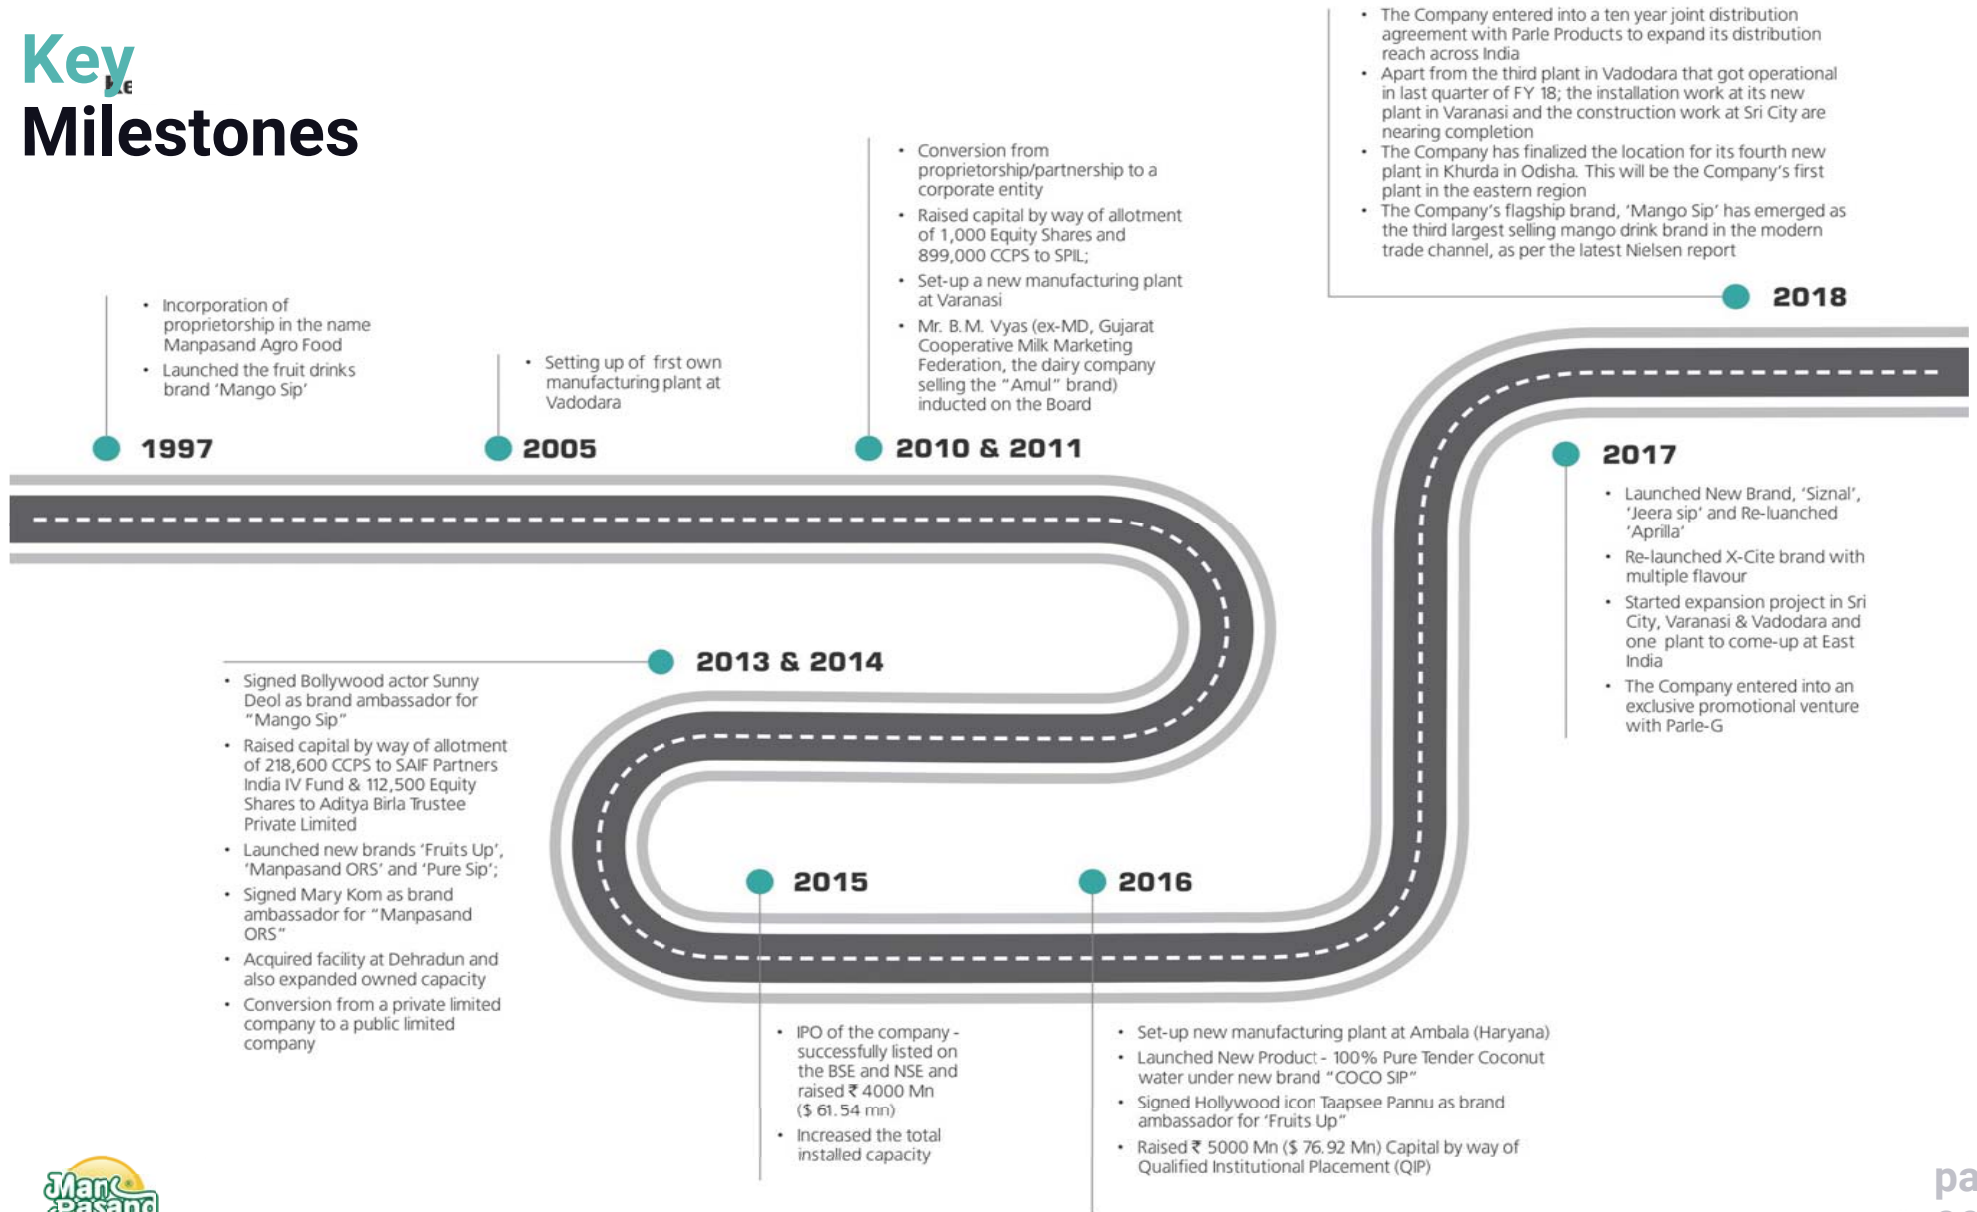 Key
Milestones
• Incorporation of
proprietorship in the name
Manpasand Agro Food
• Launched the fruit drinks
brand ‘Mango Sip’
1997
• Setting up of first own
manufacturing plant at
Vadodara
2005
• Conversion from
proprietorship/partnership to a
corporate entity
• Raised capital by way of allotment
of 1,000 Equity Shares and
899,000 CCPS to SPIL;
• Set-up a new manufacturing plant
at Varanasi
• Mr. B.M. Vyas (ex-MD, Gujarat
Cooperative Milk Marketing
Federation, the dairy company
selling the “Amul” brand)
inducted on the Board
2010 & 2011
2013 & 2014
• Signed Bollywood actor Sunny
Deol as brand ambassador for
“Mango Sip”
• Raised capital by way of allotment
of 218,600 CCPS to SAIF Partners
India IV Fund & 112,500 Equity
Shares to Aditya Birla Trustee
Private Limited
• Launched new brands ‘Fruits Up’,
‘Manpasand ORS’ and ‘Pure Sip’;
• Signed Mary Kom as brand
ambassador for “Manpasand
ORS”
• Acquired facility at Dehradun and
also expanded owned capacity
• Conversion from a private limited
company to a public limited
company
2015
• IPO of the company -
successfully listed on
the BSE and NSE and
raised ₹ 4000 Mn
($ 61.54 mn)
• Increased the total
installed capacity
2016
• Set-up new manufacturing plant at Ambala (Haryana)
• Launched New Product - 100% Pure Tender Coconut
water under new brand “COCO SIP”
• Signed Hollywood icon Taapsee Pannu as brand
ambassador for ‘Fruits Up”
• Raised ₹ 5000 Mn ($ 76.92 Mn) Capital by way of
Qualified Institutional Placement (QIP)
2017
• Launched New Brand, ‘Siznal’,
‘Jeera sip’ and Re-luanched
‘Aprilla’
• Re-launched X-Cite brand with
multiple flavour
• Started expansion project in Sri
City, Varanasi & Vadodara and
one plant to come-up at East
India
• The Company entered into an
exclusive promotional venture
with Parle-G
• The Company entered into a ten year joint distribution
agreement with Parle Products to expand its distribution
reach across India
• Apart from the third plant in Vadodara that got operational
in last quarter of FY 18; the installation work at its new
plant in Varanasi and the construction work at Sri City are
nearing completion
• The Company has finalized the location for its fourth new
plant in Khurda in Odisha. This will be the Company’s first
plant in the eastern region
• The Company’s flagship brand, ‘Mango Sip’ has emerged as
the third largest selling mango drink brand in the modern
trade channel, as per the latest Nielsen report
2018
Man
Pasand
pa